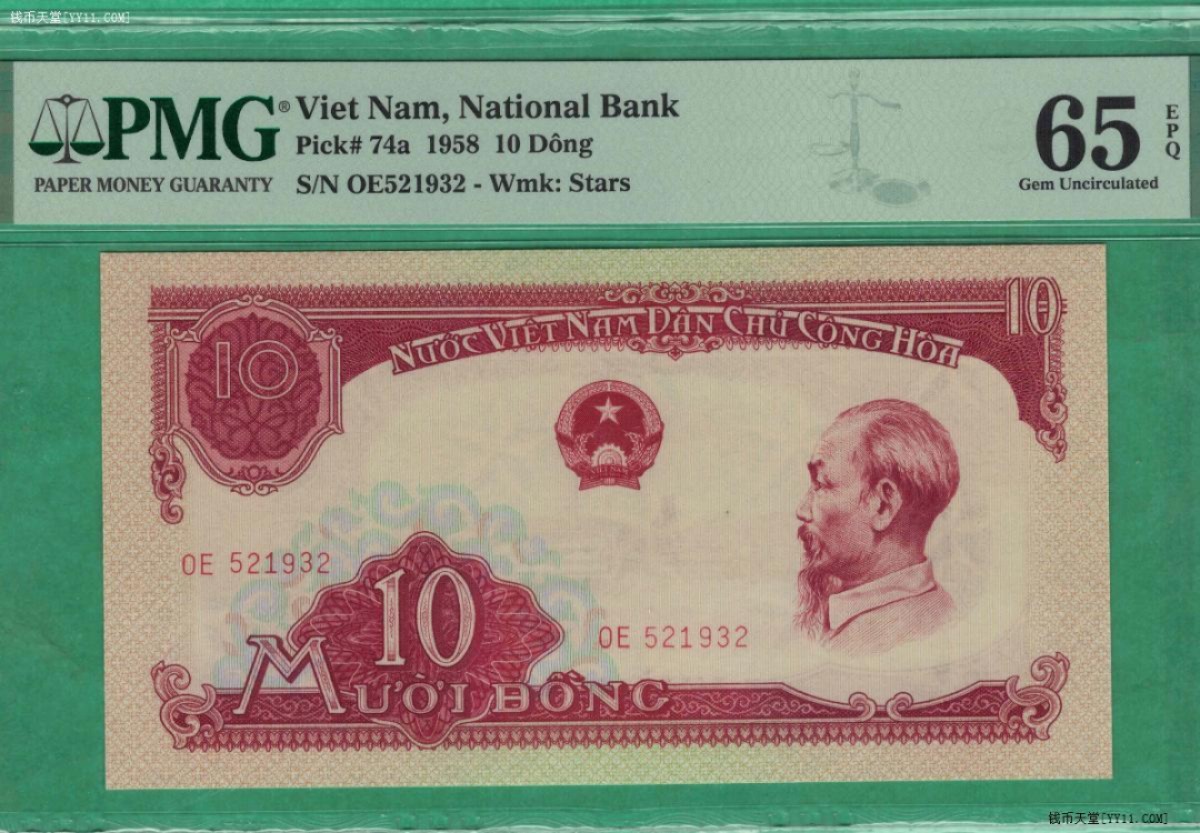 钱币天堂[YY11.COM]
PMG® Viet Nam, National Bank
Pick# 74a 1958 10 Dông
PAPER MONEY GUARANTY
S/N OE521932 - Wmk: Stars
65
EPQ
Gem Uncirculated
10
NƯỚC VIỆT NAM DÂN CHỦ CỘNG HÒA
10
OE 521932
10
OE 521932
MƯỜI ĐỒNG
钱币天堂[YY11.COM]